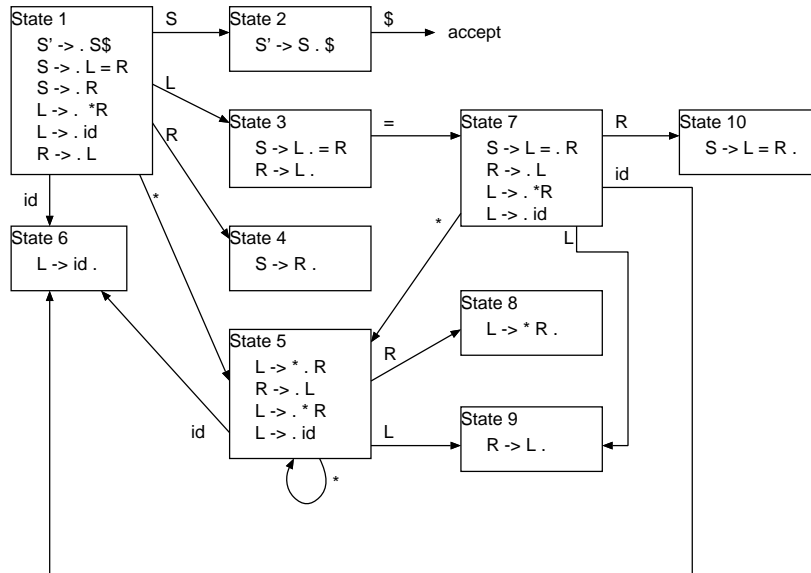 State 1
S' -> . S$
S -> . L = R
S -> . R
L -> .  *R
L -> . id
R -> . L
S
State 2
S' -> S . $
$
accept
L
State 3
S -> L . = R
R -> L .
=
State 7
S -> L = . R
R -> . L
L -> . *R
L -> . id
R
State 10
S -> L = R .
id
R
id
*
State 6
L -> id .
State 4
S -> R .
*
L
State 8
L -> * R .
State 5
L -> * . R
R -> . L
L -> . * R
L -> . id
R
id
L
State 9
R -> L .
*